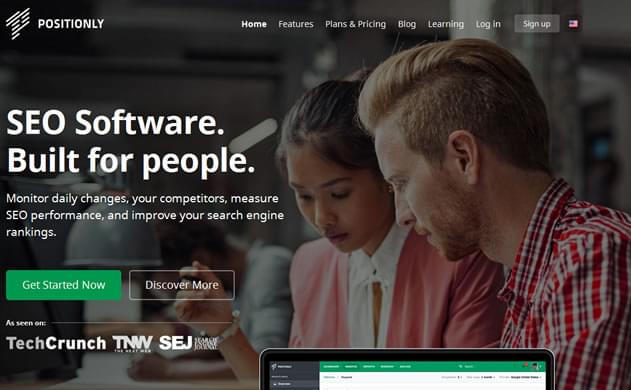 POSITIONLY
Home Features Plans & Pricing Blog Learning Log in Sign up
SEO Software.
Built for people.
Monitor daily changes, your competitors, measure
SEO performance, and improve your search engine
rankings.
Get Started Now Discover More
As seen on:
TechCrunch TNW THE NEXT WEB SEJ SEARCH ENGINE JOURNAL
POSITIONLY